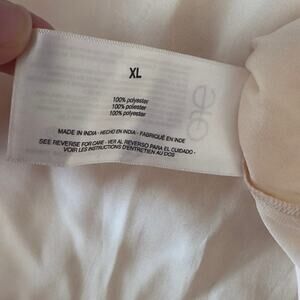 XL
100% polyester
100% poliester
100% polyester
MADE IN INDIA - HECHO EN INDIA - FABRIQUÉ EN INDE
SEE REVERSE FOR CARE - VER AL REVERSO PARA EL CUIDADO -
VOIR LES INSTRUCTIONS D'ENTRETIEN AU DOS